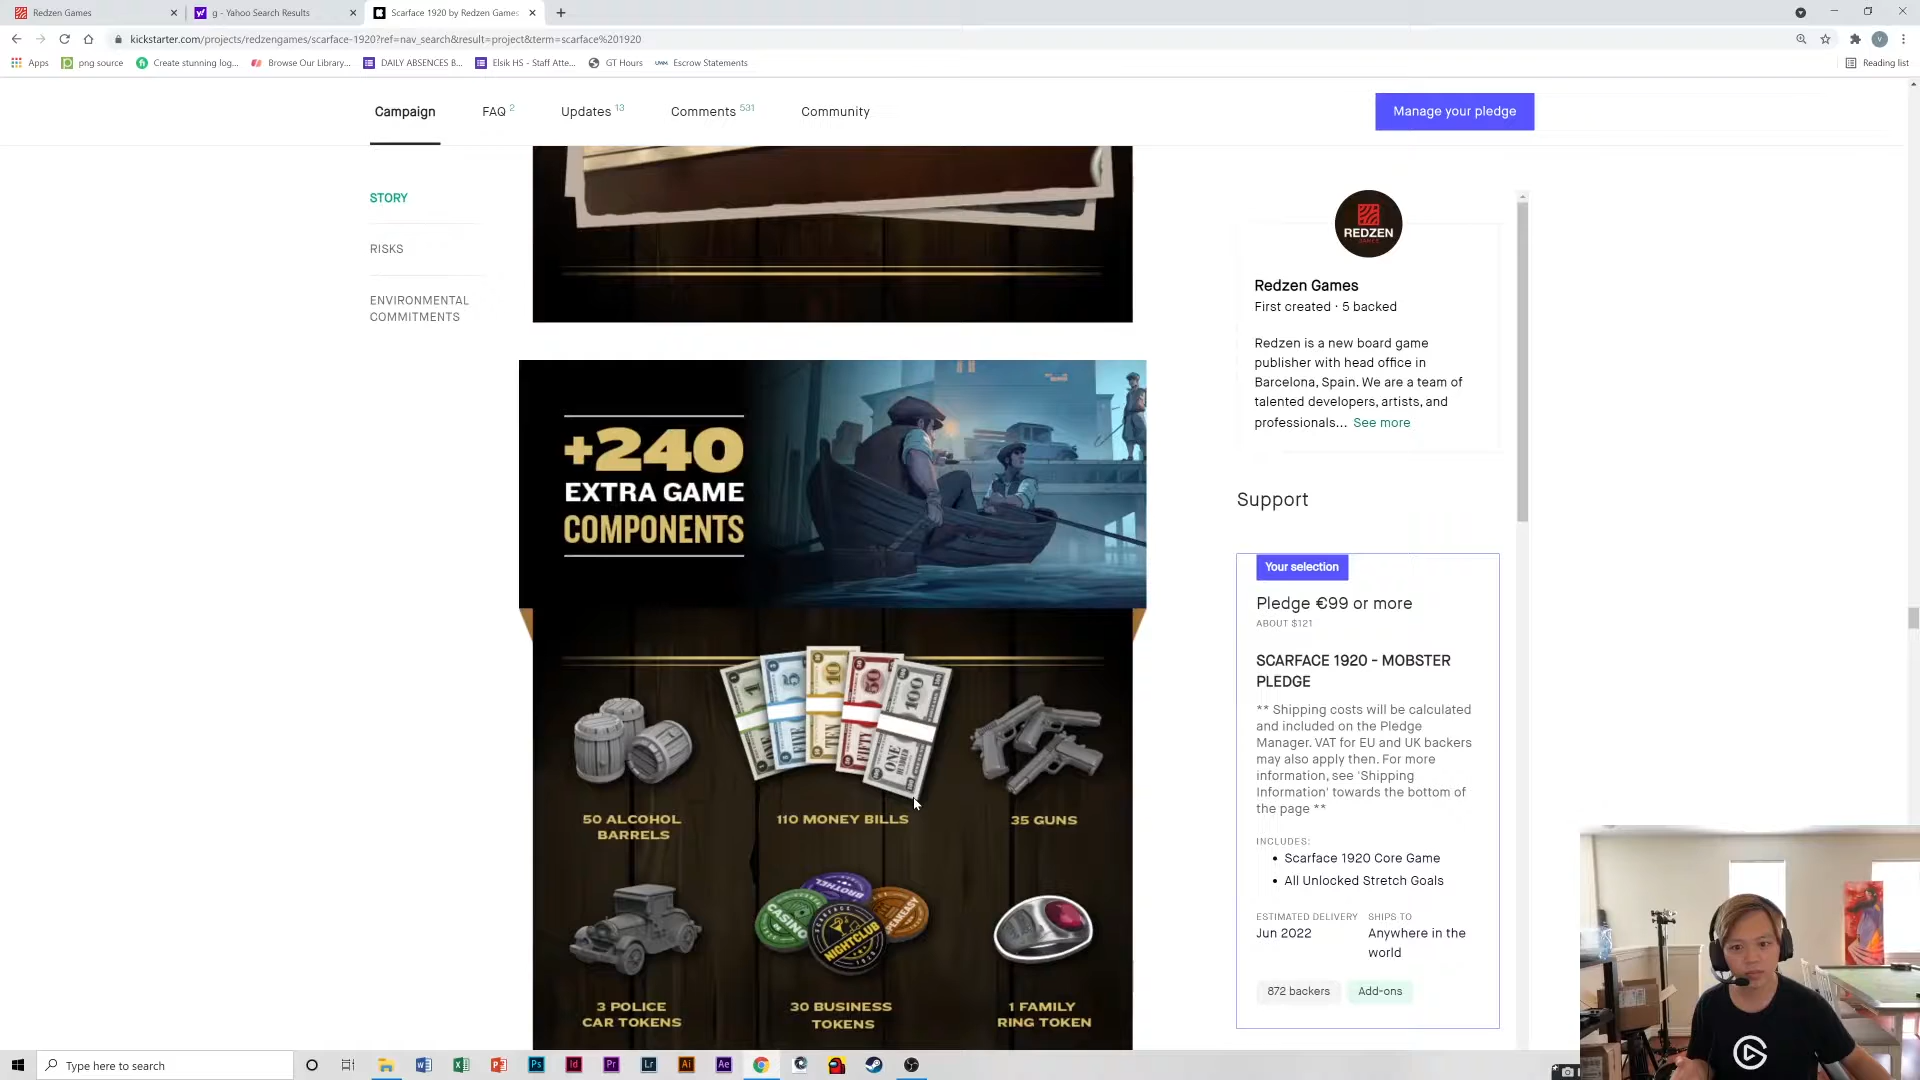 Redzen Games
g - Yahoo Search Results
Scarface 1920 by Redzen Games
kickstarter.com/projects/redzengames/scarface-1920?ref=nav_search&result=project&term=scarface%201920
Apps
png source
Create stunning log...
Browse Our Library...
DAILY ABSENCES B...
Elsik HS - Staff Atte...
GT Hours
Escrow Statements
Reading list
Campaign
FAQ 2
Updates 13
Comments 531
Community
Manage your pledge
STORY
RISKS
ENVIRONMENTAL
COMMITMENTS
+240
EXTRA GAME
COMPONENTS
50 ALCOHOL
BARRELS
110 MONEY BILLS
35 GUNS
CASINO
BROTHEL
SPEAKEASY
SCARFACE
NIGHTCLUB
1920
3 POLICE
CAR TOKENS
30 BUSINESS
TOKENS
1 FAMILY
RING TOKEN
REDZEN
GAMES
Redzen Games
First created · 5 backed
Redzen is a new board game
publisher with head office in
Barcelona, Spain. We are a team of
talented developers, artists, and
professionals... See more
Support
Your selection
Pledge €99 or more
ABOUT $121
SCARFACE 1920 - MOBSTER
PLEDGE
** Shipping costs will be calculated
and included on the Pledge
Manager. VAT for EU and UK backers
may also apply then. For more
information, see 'Shipping
Information' towards the bottom of
the page **
INCLUDES:
• Scarface 1920 Core Game
• All Unlocked Stretch Goals
ESTIMATED DELIVERY
Jun 2022
SHIPS TO
Anywhere in the
world
872 backers
Add-ons
Type here to search